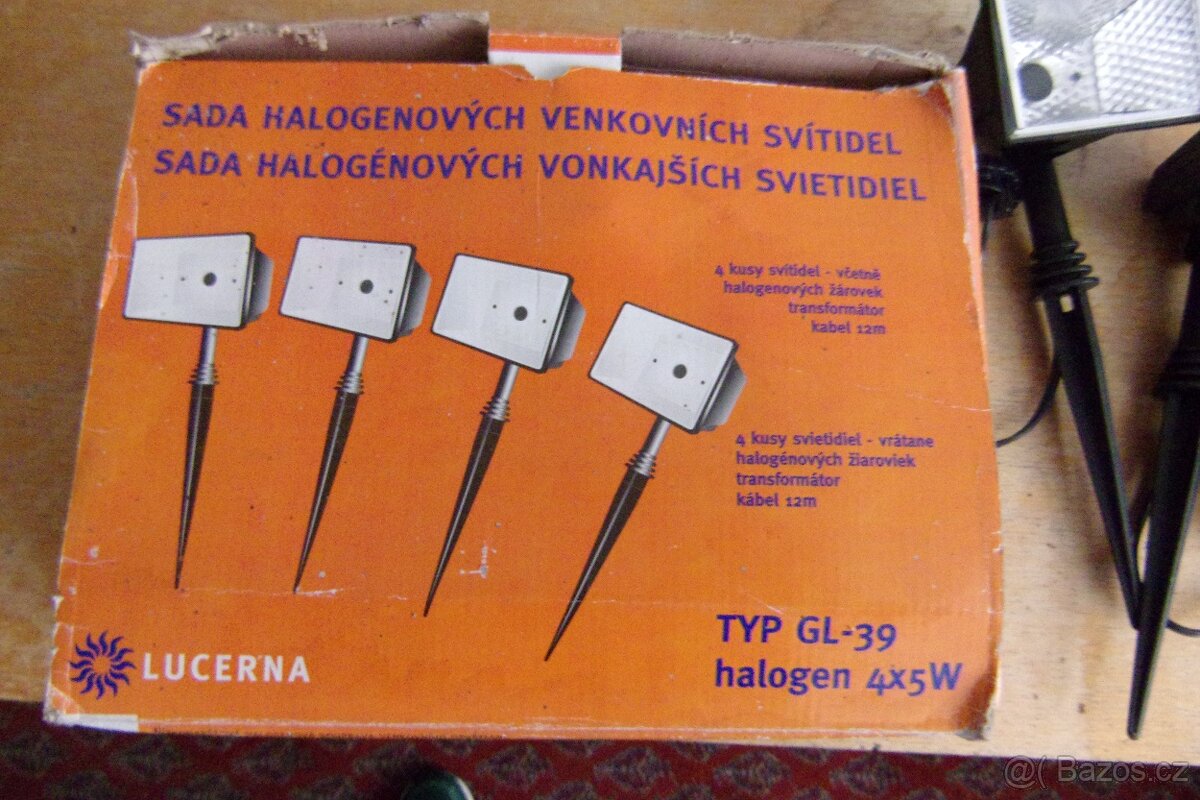 SADA HALOGENOVÝCH VENKOVNÍCH SVÍTIDEL
SADA HALOGÉNOVÝCH VONKAJŠÍCH SVIETIDIEL
4 kusy svítidel - včetně
halogenových žárovek
transformátor
kabel 12m
4 kusy svietidiel - vrátane
halogénových žiaroviek
transformátor
kábel 12m
TYP GL-39
halogen 4x5W
LUCERNA
@( Bazos.cz